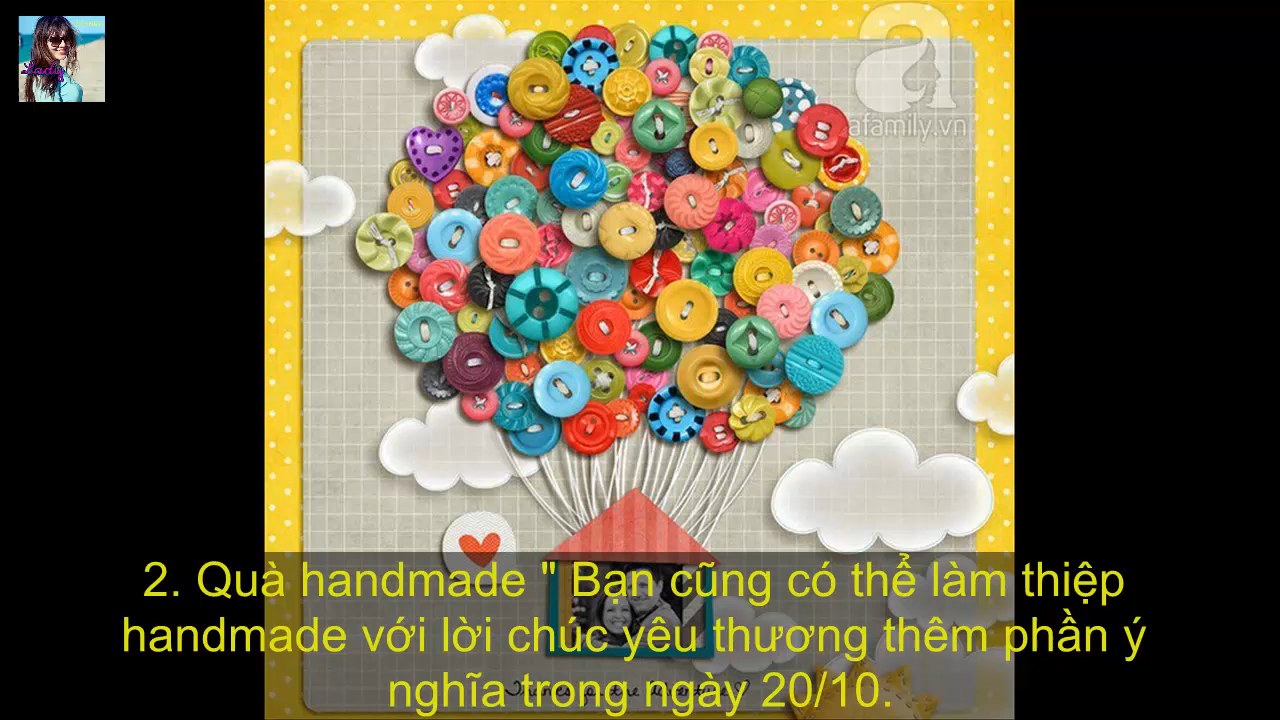 Lady
afamily.vn
2. Quà handmade " Bạn cũng có thể làm thiệp
handmade với lời chúc yêu thương thêm phần ý
nghĩa trong ngày 20/10.